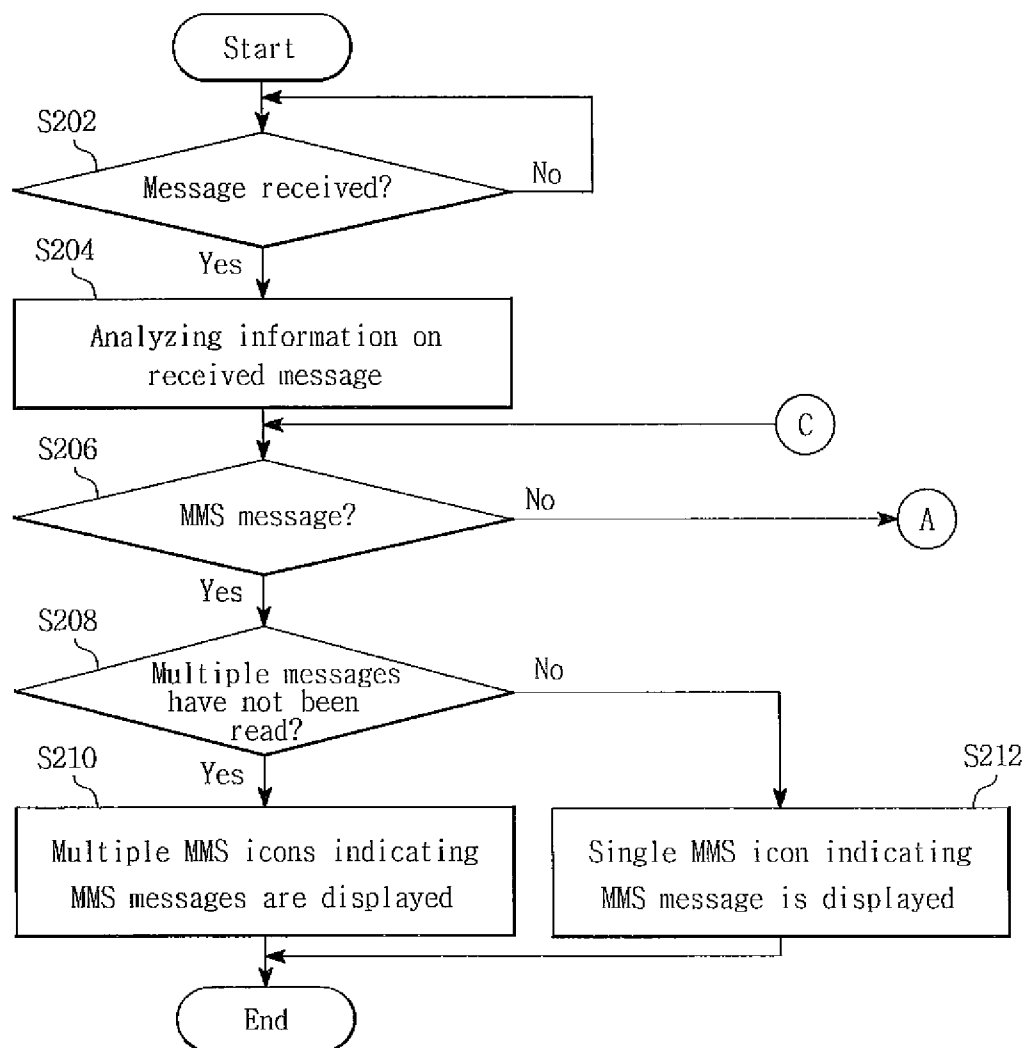 Start
S202
Message received?
No
Yes
S204
Analyzing information on
received message
C
S206
MMS message?
No
A
Yes
S208
Multiple messages
have not been
read?
No
Yes
S210
Multiple MMS icons indicating
MMS messages are displayed
S212
Single MMS icon indicating
MMS message is displayed
End